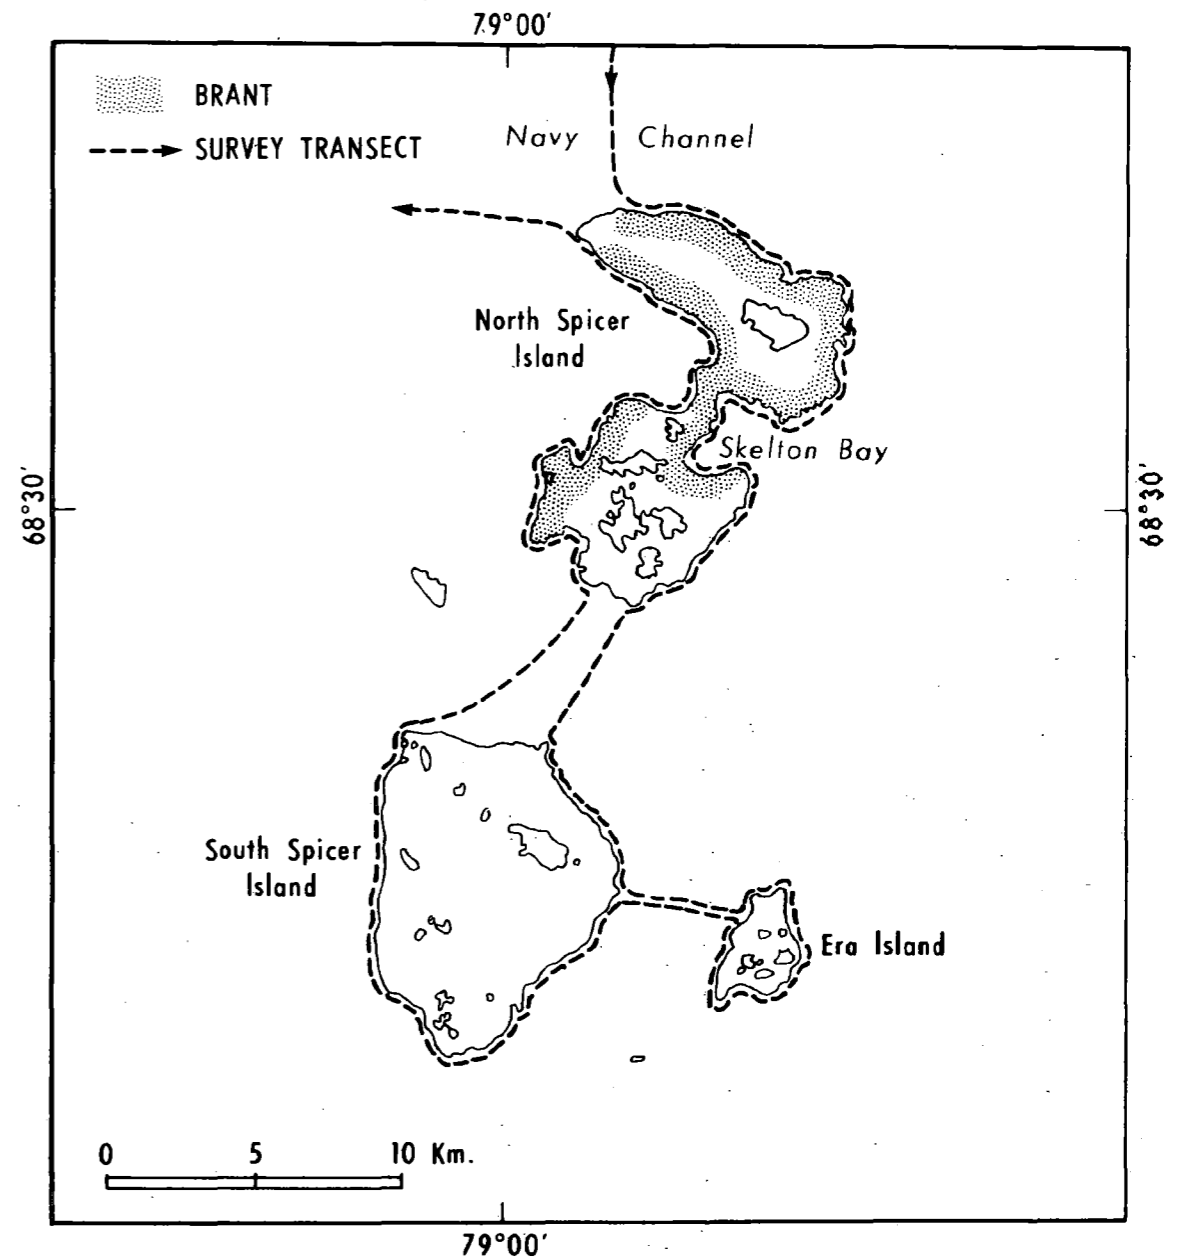 79°00'
BRANT
SURVEY TRANSECT
Navy Channel
North Spicer
Island
Skelton Bay
68°30'
68°30'
South Spicer
Island
Era Island
0 5 10 Km.
79°00'